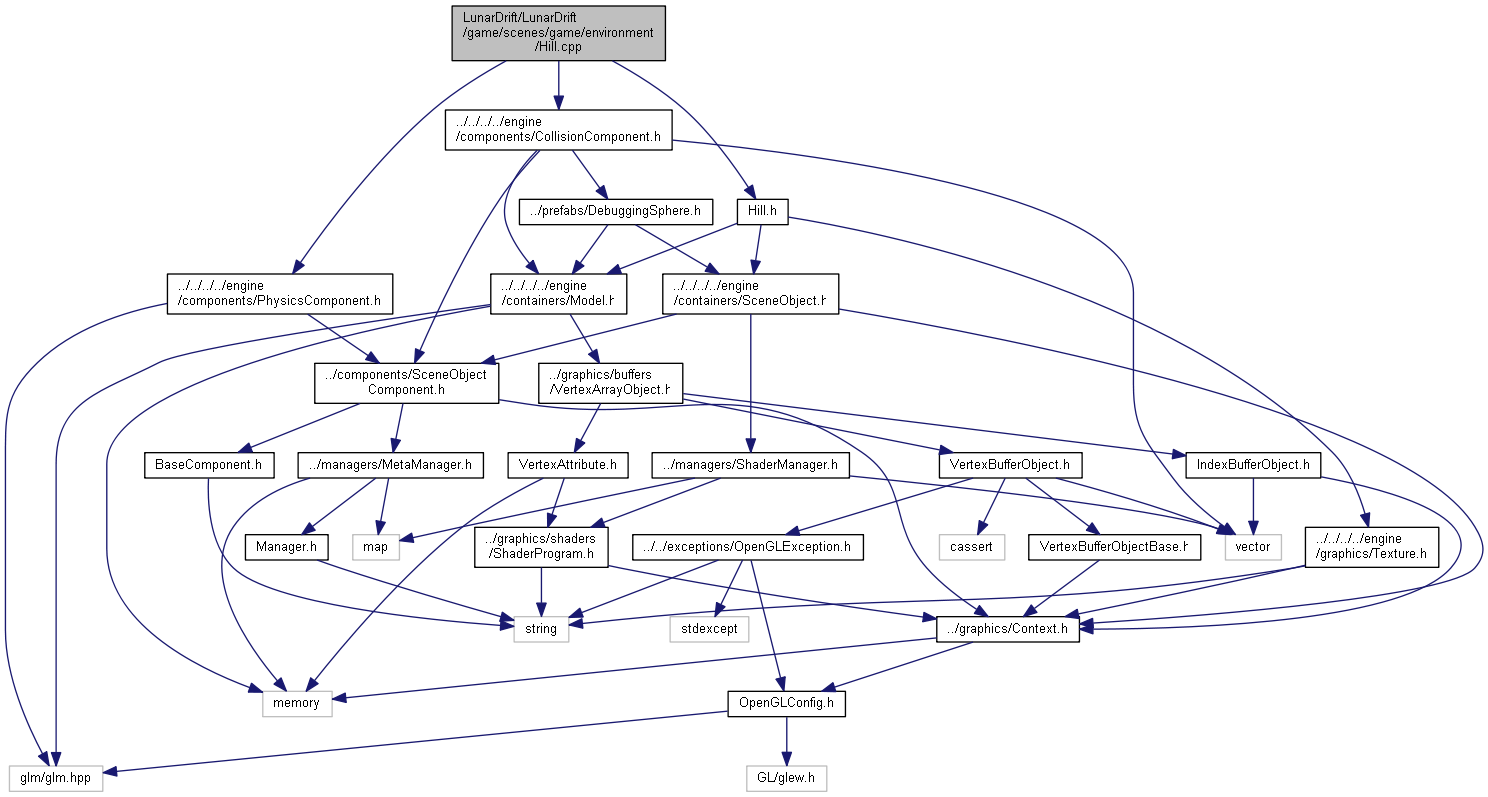 LunarDrift/LunarDrift
/game/scenes/game/environment
/Hill.cpp
../../../../engine
/components/CollisionComponent.h
../prefabs/DebuggingSphere.h
Hill.h
../../../../engine
/components/PhysicsComponent.h
../../../../engine
/containers/Model.h
../../../../engine
/containers/SceneObject.h
../components/SceneObject
Component.h
../graphics/buffers
/VertexArrayObject.h
BaseComponent.h
../managers/MetaManager.h
VertexAttribute.h
../managers/ShaderManager.h
VertexBufferObject.h
IndexBufferObject.h
Manager.h
map
../graphics/shaders
/ShaderProgram.h
../../exceptions/OpenGLException.h
cassert
VertexBufferObjectBase.h
vector
../../../../engine
/graphics/Texture.h
string
stdexcept
../graphics/Context.h
memory
OpenGLConfig.h
glm/glm.hpp
GL/glew.h